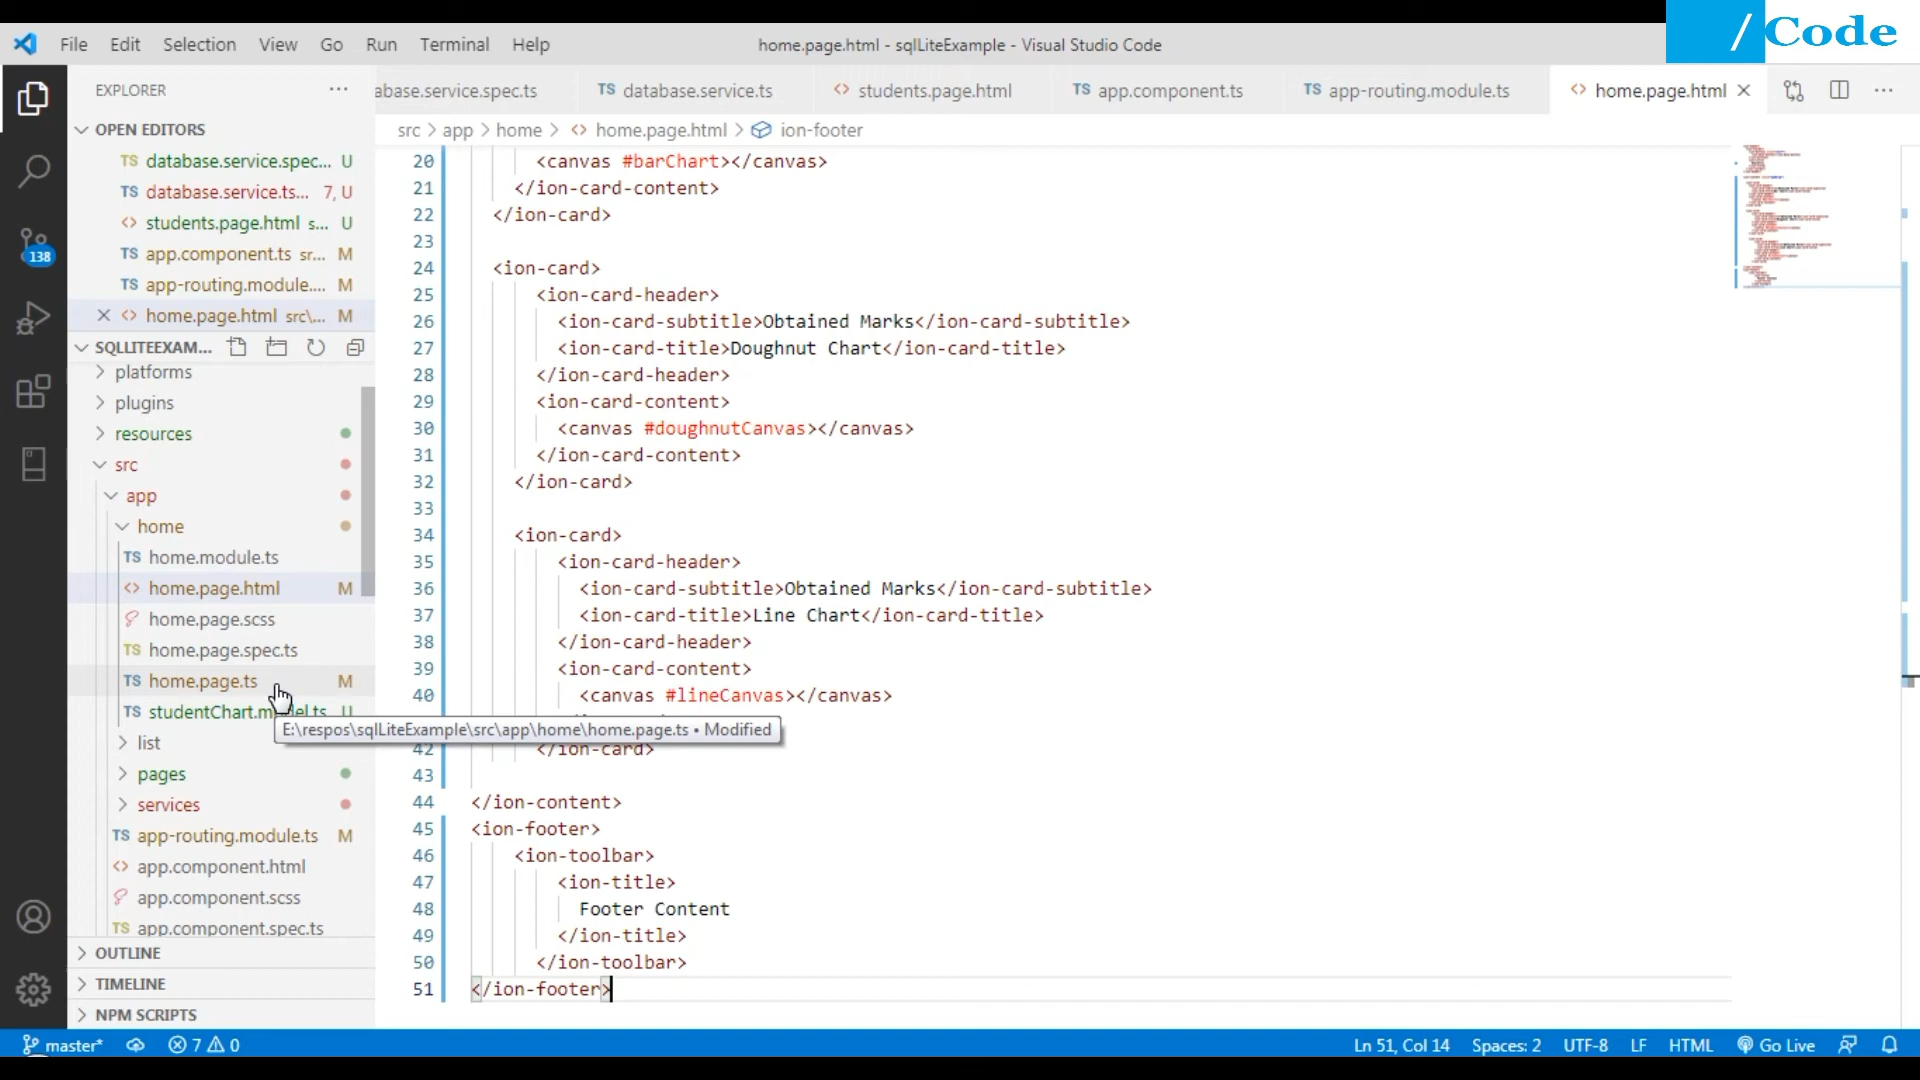 /Code
File Edit Selection View Go Run Terminal Help
home.page.html - sqlLiteExample - Visual Studio Code
EXPLORER ...
abase.service.spec.ts TS database.service.ts <> students.page.html TS app.component.ts TS app-routing.module.ts <> home.page.html
src > app > home > <> home.page.html > ion-footer
OPEN EDITORS
TS database.service.spec... U
TS database.service.ts... 7, U
<> students.page.html s... U
TS app.component.ts sr... M
TS app-routing.module.... M
<> home.page.html src\... M
SQLLITEEXAM...
platforms
plugins
resources
src
app
home
TS home.module.ts
<> home.page.html M
home.page.scss
TS home.page.spec.ts
TS home.page.ts M
TS studentChart.m el.ts U
E:\respos\sqlLiteExample\src\app\home\home.page.ts • Modified
list
pages
services
TS app-routing.module.ts M
<> app.component.html
app.component.scss
TS app.component.spec.ts
OUTLINE
TIMELINE
NPM SCRIPTS
138
20 <canvas #barChart></canvas>
21 </ion-card-content>
22 </ion-card>
23
24 <ion-card>
25 <ion-card-header>
26 <ion-card-subtitle>Obtained Marks</ion-card-subtitle>
27 <ion-card-title>Doughnut Chart</ion-card-title>
28 </ion-card-header>
29 <ion-card-content>
30 <canvas #doughnutCanvas></canvas>
31 </ion-card-content>
32 </ion-card>
33
34 <ion-card>
35 <ion-card-header>
36 <ion-card-subtitle>Obtained Marks</ion-card-subtitle>
37 <ion-card-title>Line Chart</ion-card-title>
38 </ion-card-header>
39 <ion-card-content>
40 <canvas #lineCanvas></canvas>
42 </ion-card>
43
44 </ion-content>
45 <ion-footer>
46 <ion-toolbar>
47 <ion-title>
48 Footer Content
49 </ion-title>
50 </ion-toolbar>
51 </ion-footer>
master* 7 0 Ln 51, Col 14 Spaces: 2 UTF-8 LF HTML Go Live